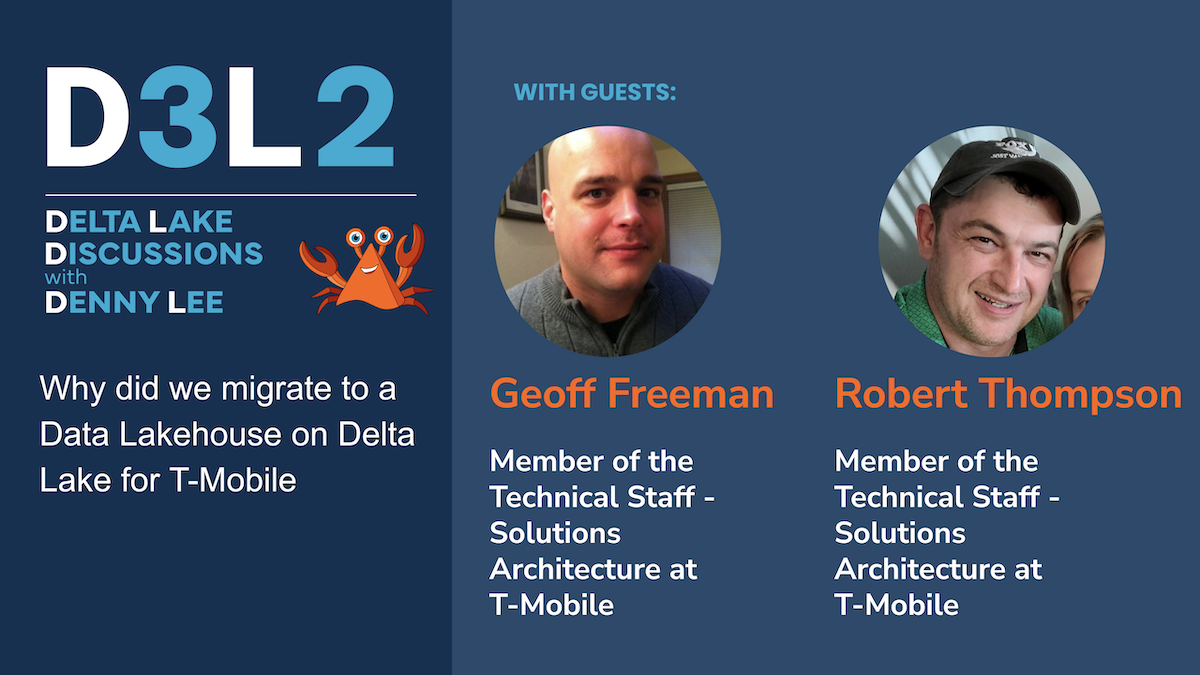 D3L2
DELTA LAKE
DISCUSSIONS
with
DENNY LEE
Why did we migrate to a
Data Lakehouse on Delta
Lake for T-Mobile
WITH GUESTS:
Geoff Freeman
Member of the
Technical Staff -
Solutions
Architecture at
T-Mobile
Robert Thompson
Member of the
Technical Staff -
Solutions
Architecture at
T-Mobile